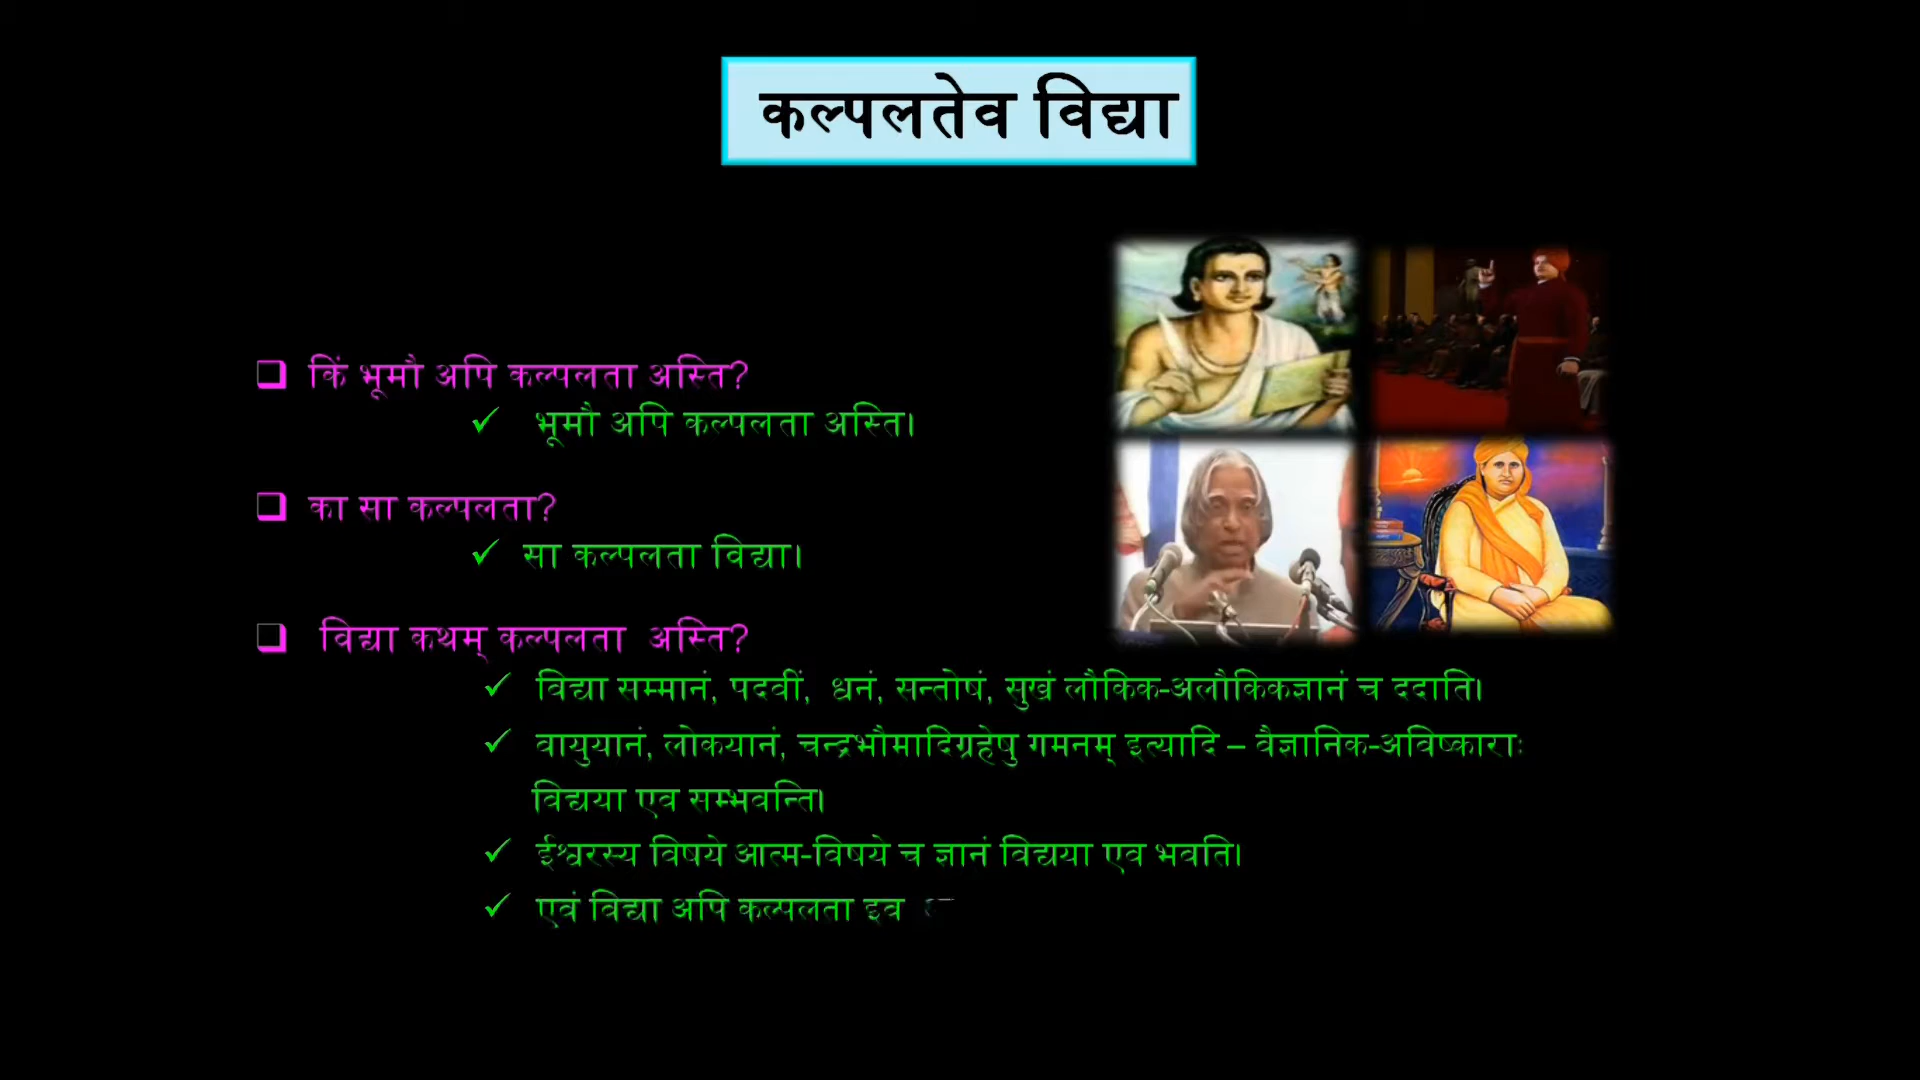 कल्पलतेव विद्या
किं भूमौ अपि कल्पलता अस्ति?
भूमौ अपि कल्पलता अस्ति।
का सा कल्पलता?
सा कल्पलता विद्या।
विद्या कथम् कल्पलता अस्ति?
विद्या सम्मानं, पदवीं, धनं, सन्तोषं, सुखं लौकिक-अलौकिकज्ञानं च ददाति।
वायुयानं, लोकयानं, चन्द्रभौमादिग्रहेषु गमनम् इत्यादि – वैज्ञानिक-अविष्काराः
विद्यया एव सम्भवन्ति।
ईश्वरस्य विषये आत्म-विषये च ज्ञानं विद्यया एव भवति।
एवं विद्या अपि कल्पलता इव